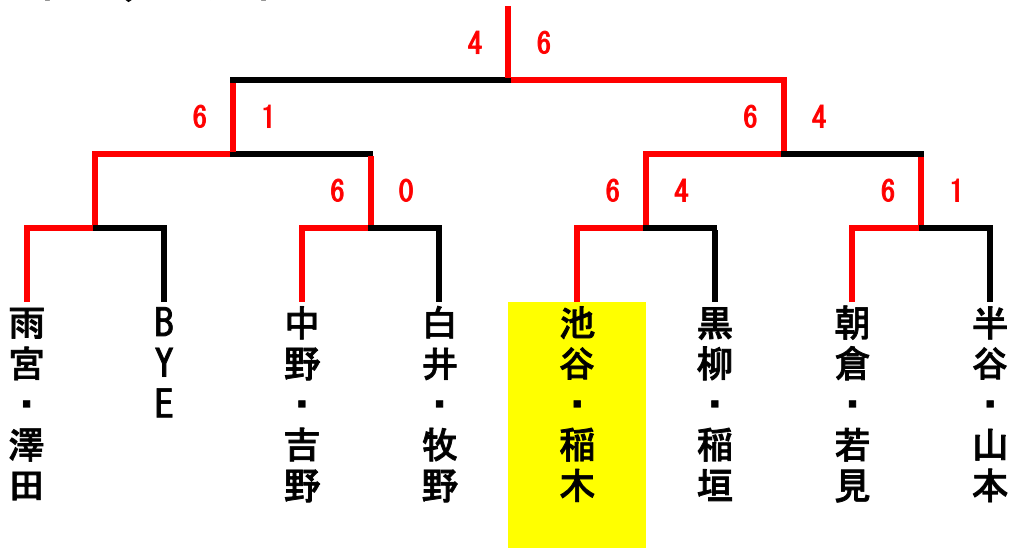 4 6
6 1 6 4
6 0 6 4 6 1
雨宮・澤田
BYE
中野・吉野
白井・牧野
池谷・稲木
黒柳・稲垣
朝倉・若見
半谷・山本